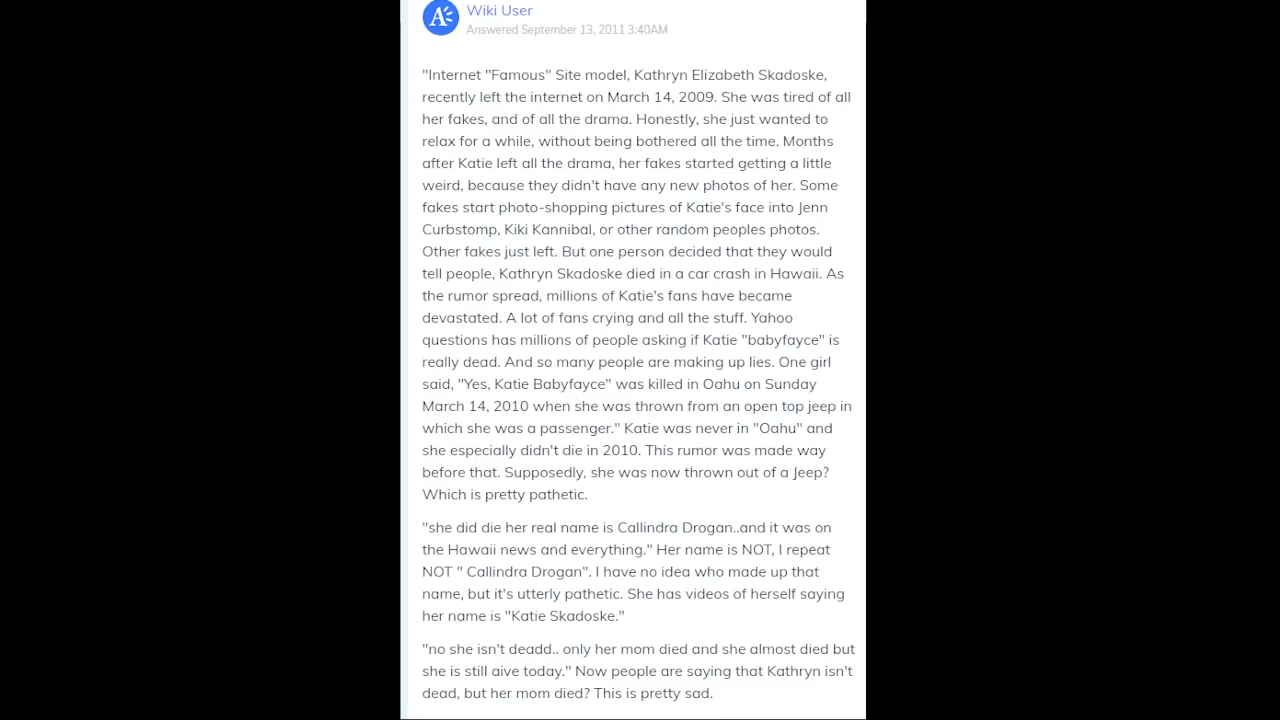 Wiki User
Answered September 13, 2011 3:40AM
"Internet "Famous" Site model, Kathryn Elizabeth Skadoske,
recently left the internet on March 14, 2009. She was tired of all
her fakes, and of all the drama. Honestly, she just wanted to
relax for a while, without being bothered all the time. Months
after Katie left all the drama, her fakes started getting a little
weird, because they didn't have any new photos of her. Some
fakes start photo-shopping pictures of Katie's face into Jenn
Curbstomp, Kiki Kannibal, or other random peoples photos.
Other fakes just left. But one person decided that they would
tell people, Kathryn Skadoske died in a car crash in Hawaii. As
the rumor spread, millions of Katie's fans have became
devastated. A lot of fans crying and all the stuff. Yahoo
questions has millions of people asking if Katie "babyfayce" is
really dead. And so many people are making up lies. One girl
said, "Yes, Katie Babyfayce" was killed in Oahu on Sunday
March 14, 2010 when she was thrown from an open top jeep in
which she was a passenger." Katie was never in "Oahu" and
she especially didn't die in 2010. This rumor was made way
before that. Supposedly, she was now thrown out of a Jeep?
Which is pretty pathetic.
"she did die her real name is Callindra Drogan..and it was on
the Hawaii news and everything." Her name is NOT, I repeat
NOT " Callindra Drogan". I have no idea who made up that
name, but it's utterly pathetic. She has videos of herself saying
her name is "Katie Skadoske."
"no she isn't deadd.. only her mom died and she almost died but
she is still aive today." Now people are saying that Kathryn isn't
dead, but her mom died? This is pretty sad.